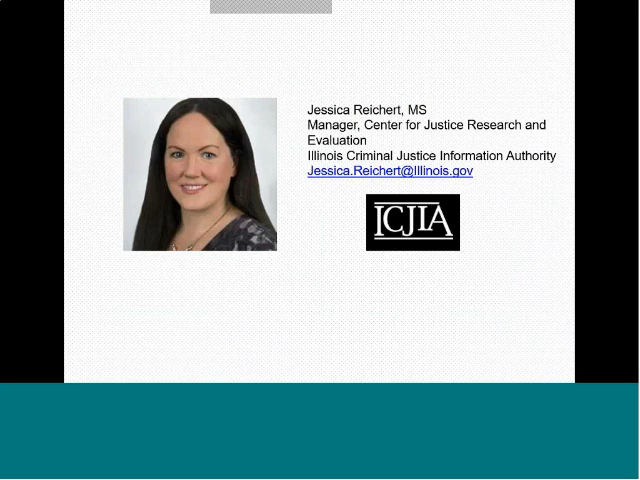 Jessica Reichert, MS
Manager, Center for Justice Research and
Evaluation
Illinois Criminal Justice Information Authority
Jessica.Reichert@Illinois.gov
ICJIA